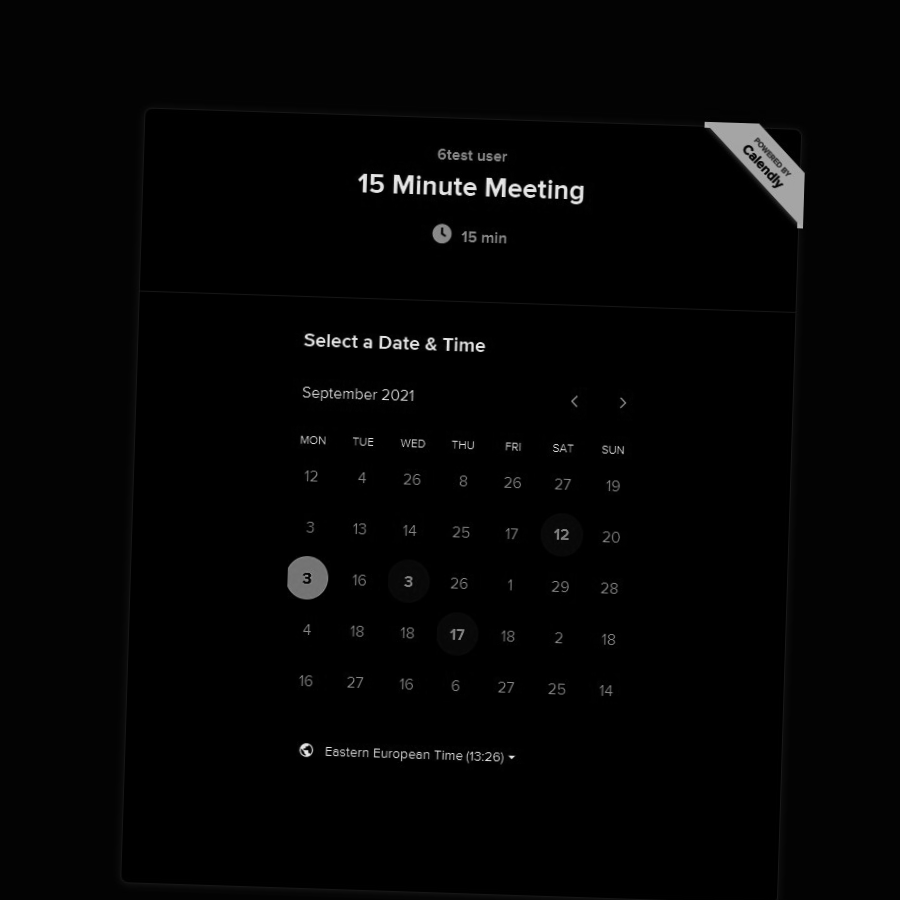 6test user
15 Minute Meeting
15 min
POWERED BY
Calendly
Select a Date & Time
September 2021
MON TUE WED THU FRI SAT SUN
12 4 26 8 26 27 19
3 13 14 25 17 12 20
3 16 3 26 1 29 28
4 18 18 17 18 2 18
16 27 16 6 27 25 14
Eastern European Time (13:26)